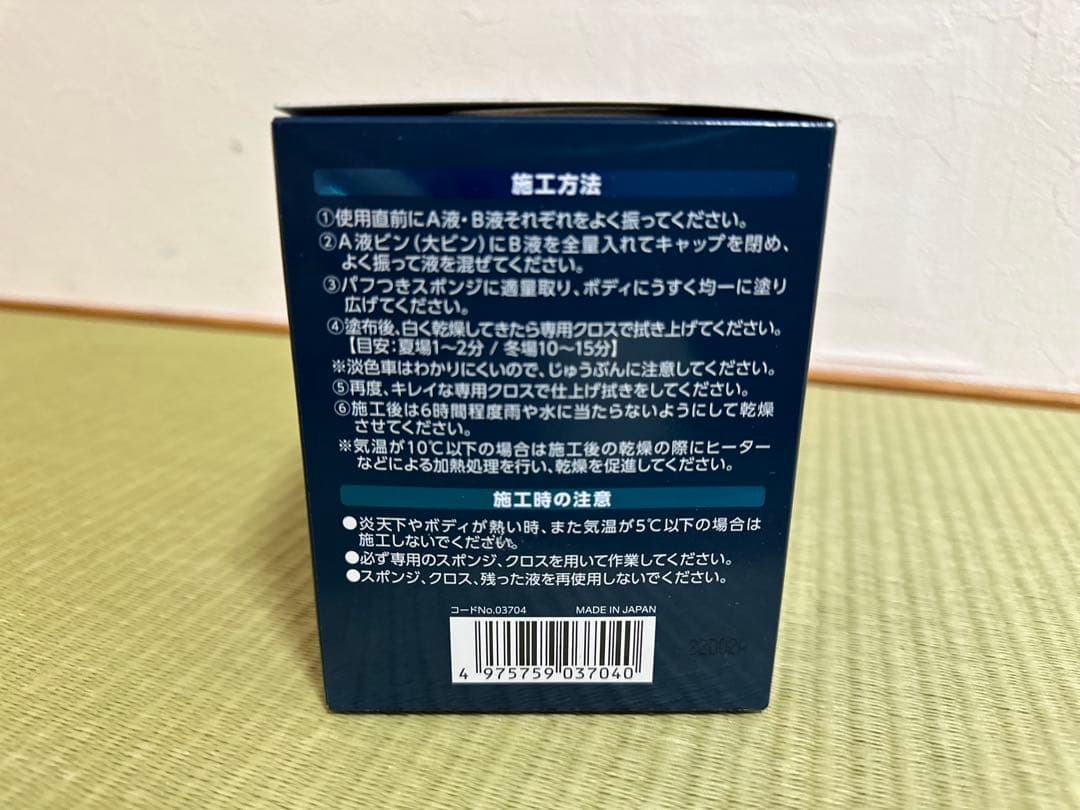 施工方法
①使用直前にA液・B液それぞれをよく振ってください。
②A液ビン(大ビン)にB液を全量入れてキャップを閉め、
よく振って液を混ぜてください。
③パフつきスポンジに適量取り、ボディにうすく均一に塗り
広げてください。
④塗布後、白く乾燥してきたら専用クロスで拭き上げてください。
【目安：夏場1〜2分 / 冬場10〜15分】
※淡色車はわかりにくいので、じゅうぶんに注意してください。
⑤再度、キレイな専用クロスで仕上げ拭きをしてください。
⑥施工後は6時間程度雨や水に当たらないようにして乾燥
させてください。
※気温が10℃以下の場合は施工後の乾燥の際にヒーター
などによる加熱処理を行い、乾燥を促進してください。
施工時の注意
●炎天下やボディが熱い時、また気温が5℃以下の場合は
施工しないでください。
●必ず専用のスポンジ、クロスを用いて作業してください。
●スポンジ、クロス、残った液を再使用しないでください。
コードNo.03704 MADE IN JAPAN
4 975759 037040